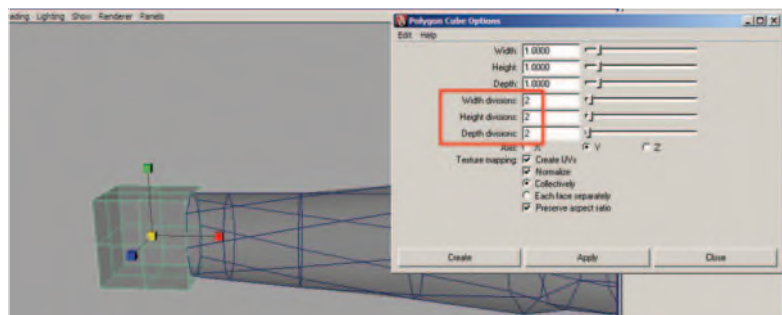 ading Lighting Show Renderer Panels
Polygon Cube Options
Edit Help
Width: 1.0000
Height: 1.0000
Depth: 1.0000
Width divisions: 2
Height divisions: 2
Depth divisions: 2
Axis: X Y Z
Texture mapping: Create UVs
Normalize
Collectively
Each face separately
Preserve aspect ratio
Create Apply Close